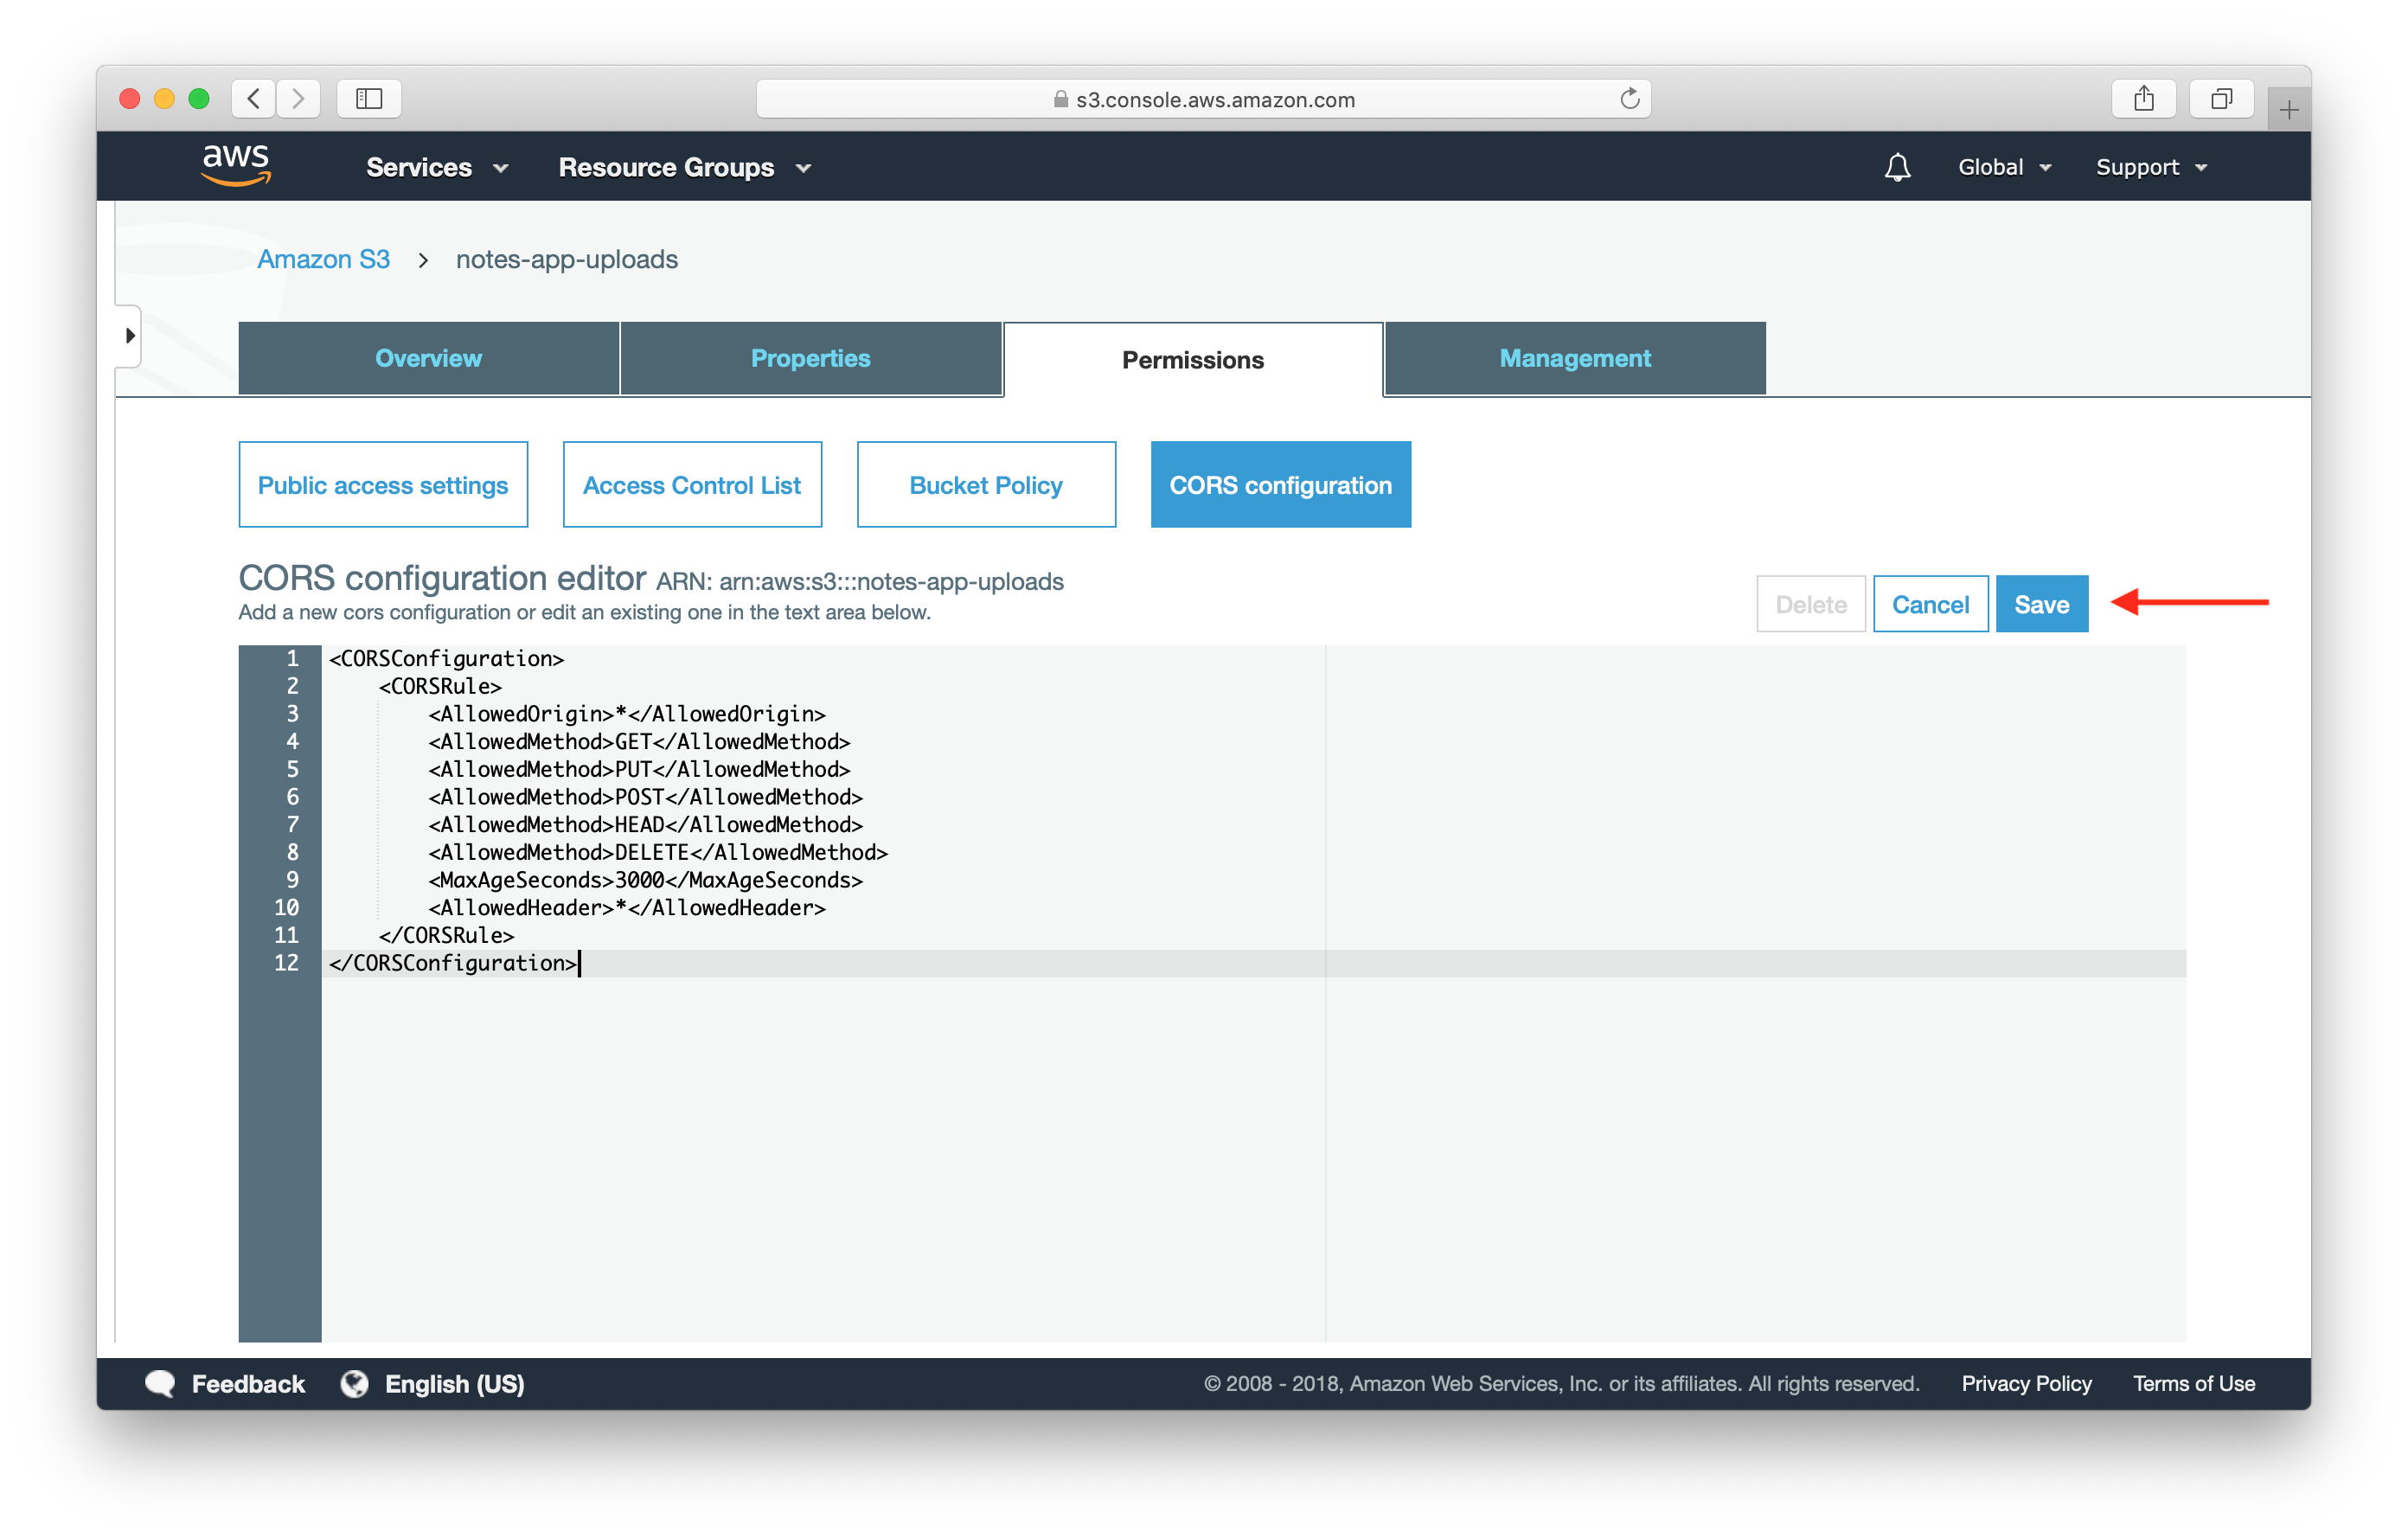 s3.console.aws.amazon.com
aws Services Resource Groups Global Support
Amazon S3 > notes-app-uploads
Overview Properties Permissions Management
Public access settings Access Control List Bucket Policy CORS configuration
CORS configuration editor ARN: arn:aws:s3:::notes-app-uploads
Add a new cors configuration or edit an existing one in the text area below.
Delete Cancel Save
1 <CORSConfiguration>
2     <CORSRule>
3         <AllowedOrigin>*</AllowedOrigin>
4         <AllowedMethod>GET</AllowedMethod>
5         <AllowedMethod>PUT</AllowedMethod>
6         <AllowedMethod>POST</AllowedMethod>
7         <AllowedMethod>HEAD</AllowedMethod>
8         <AllowedMethod>DELETE</AllowedMethod>
9         <MaxAgeSeconds>3000</MaxAgeSeconds>
10         <AllowedHeader>*</AllowedHeader>
11     </CORSRule>
12 </CORSConfiguration>
Feedback English (US) © 2008 - 2018, Amazon Web Services, Inc. or its affiliates. All rights reserved. Privacy Policy Terms of Use